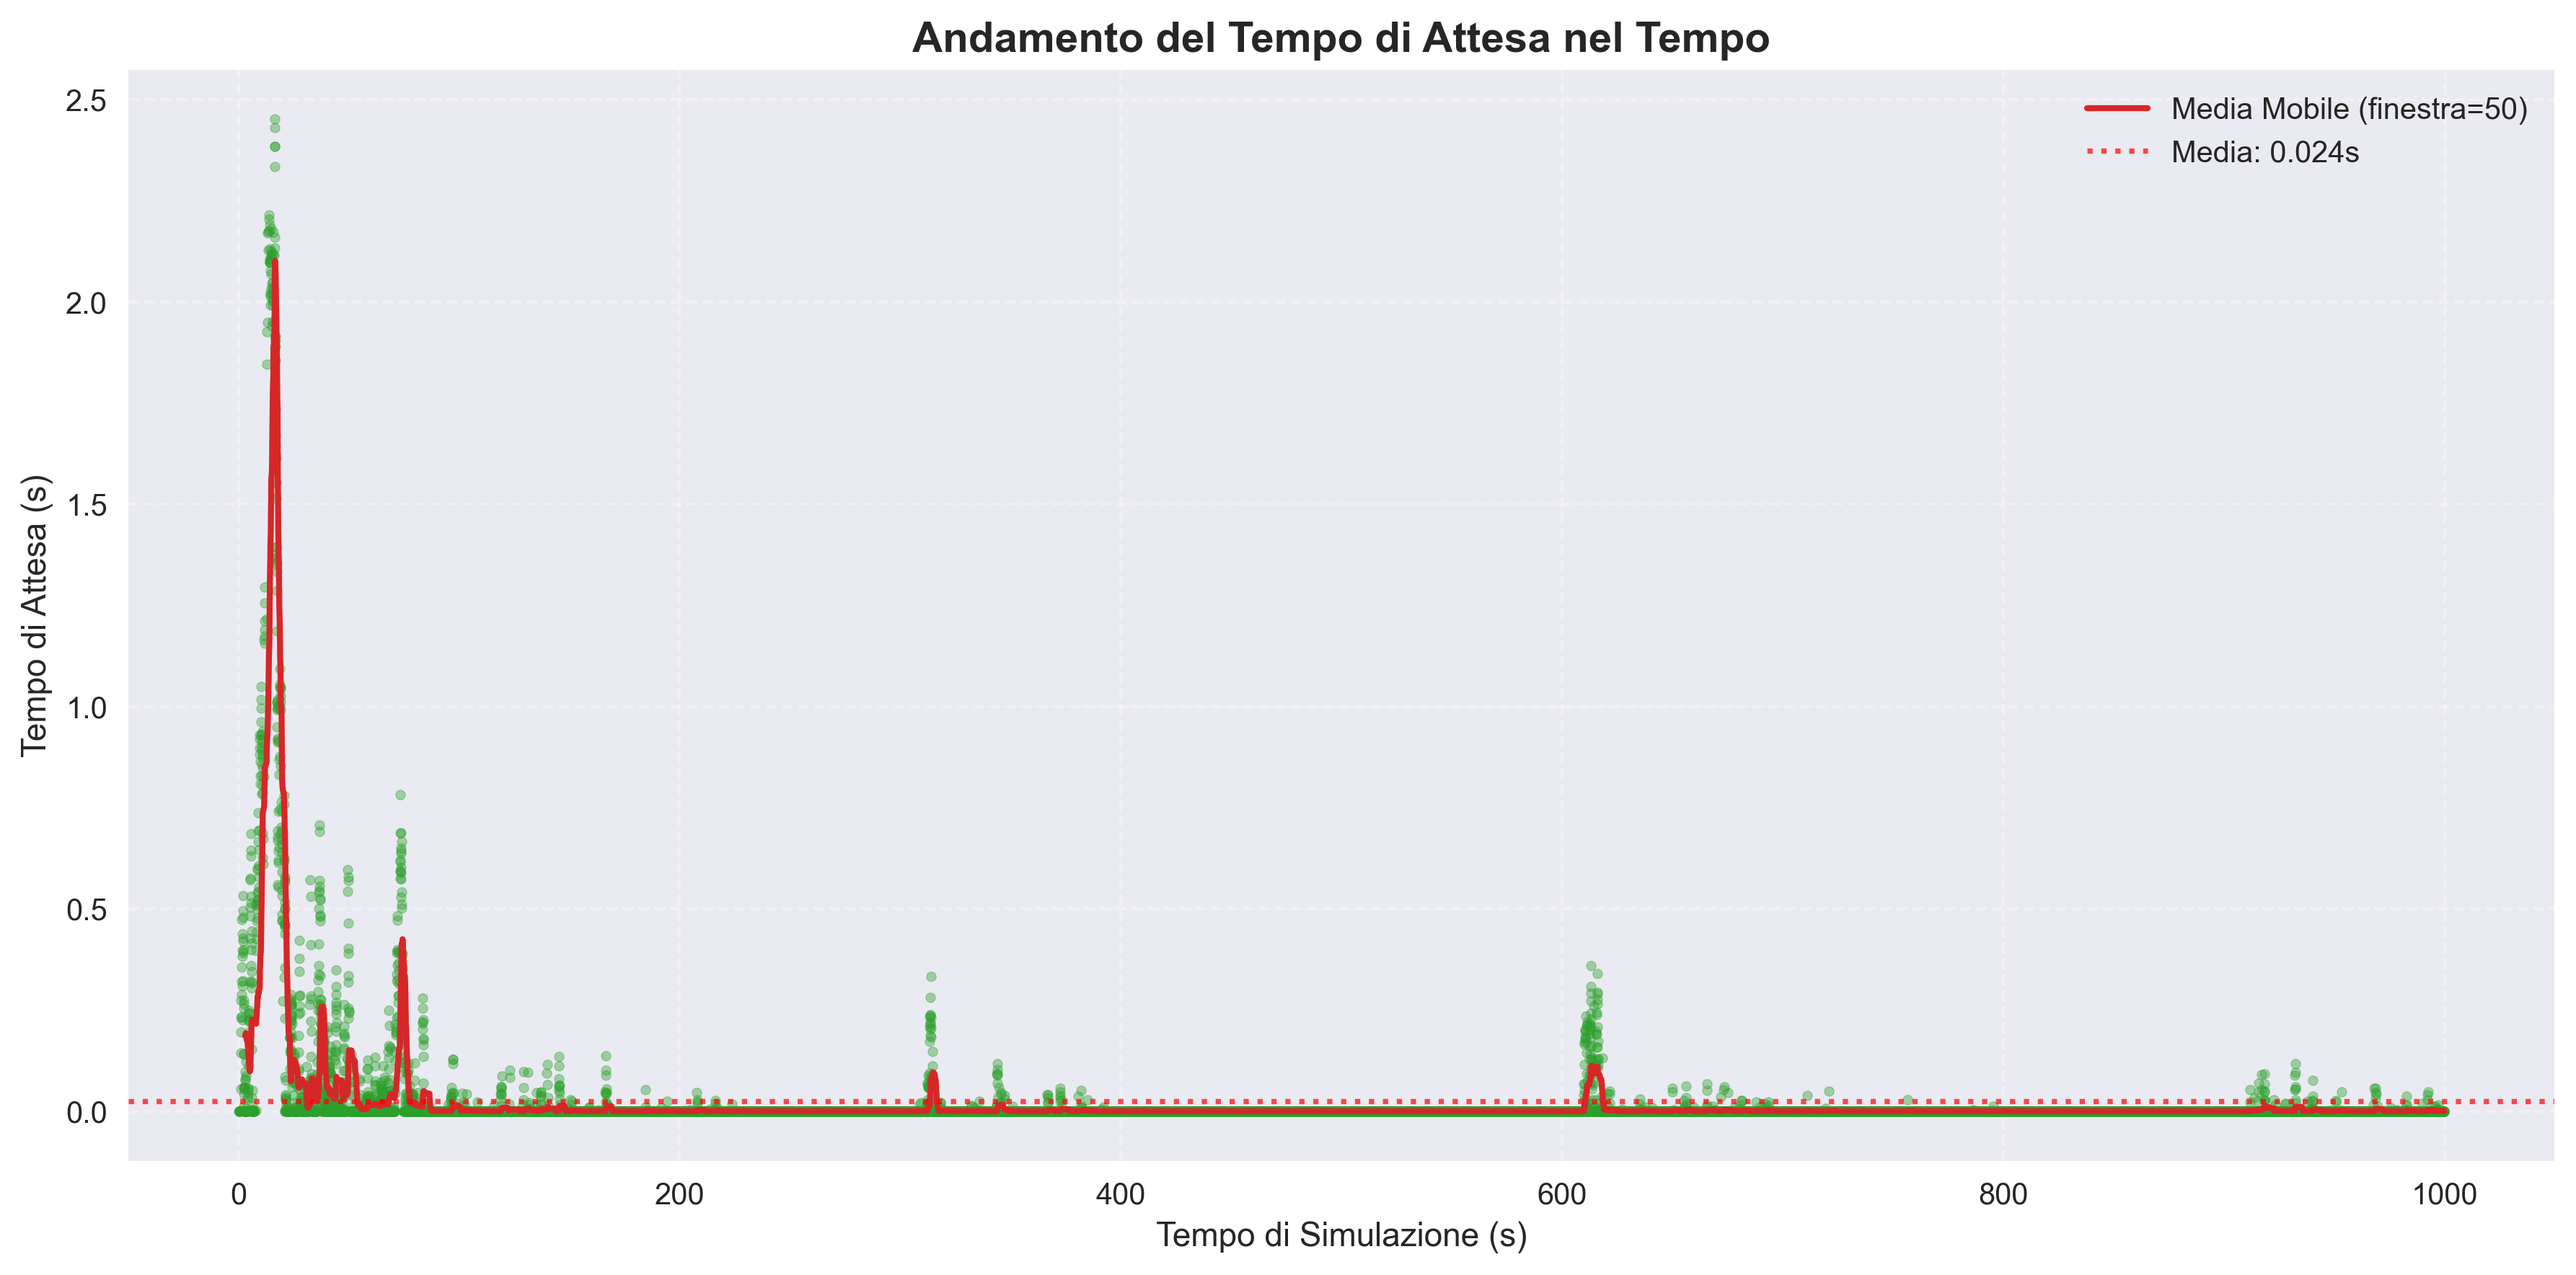 Andamento del Tempo di Attesa nel Tempo
Media Mobile (finestra=50)
Media: 0.024s
Tempo di Attesa (s)
2.5
2.0
1.5
1.0
0.5
0.0
0 200 400 600 800 1000
Tempo di Simulazione (s)